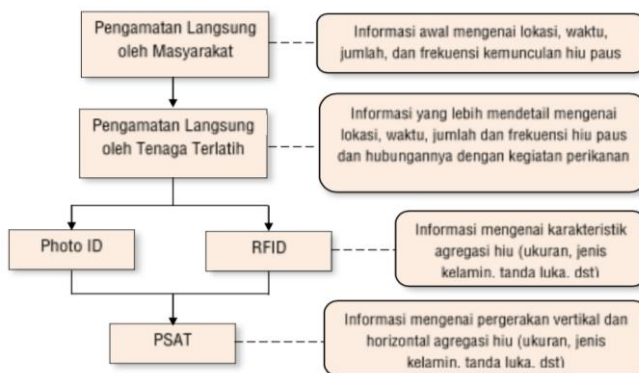 Pengamatan Langsung
oleh Masyarakat
Informasi awal mengenai lokasi, waktu,
jumlah, dan frekuensi kemunculan hiu paus
Pengamatan Langsung
oleh Tenaga Terlatih
Informasi yang lebih mendetail mengenai
lokasi, waktu, jumlah dan frekuensi hiu paus
dan hubungannya dengan kegiatan perikanan
Photo ID
RFID
Informasi mengenai karakteristik
agregasi hiu (ukuran, jenis
kelamin, tanda luka, dst)
PSAT
Informasi mengenai pergerakan vertikal dan
horizontal agregasi hiu (ukuran, jenis
kelamin, tanda luka, dst)